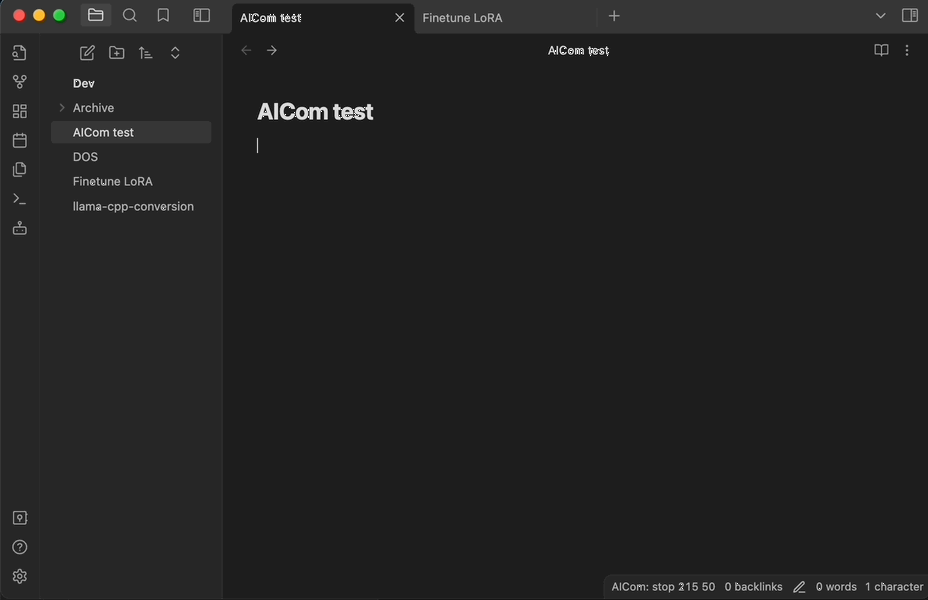 AICom test
Finetune LoRA
AICom test
Dev
Archive
AICom test
DOS
Finetune LoRA
llama-cpp-conversion
AICom test
AICom: stop 215 50 0 backlinks 0 words 1 character